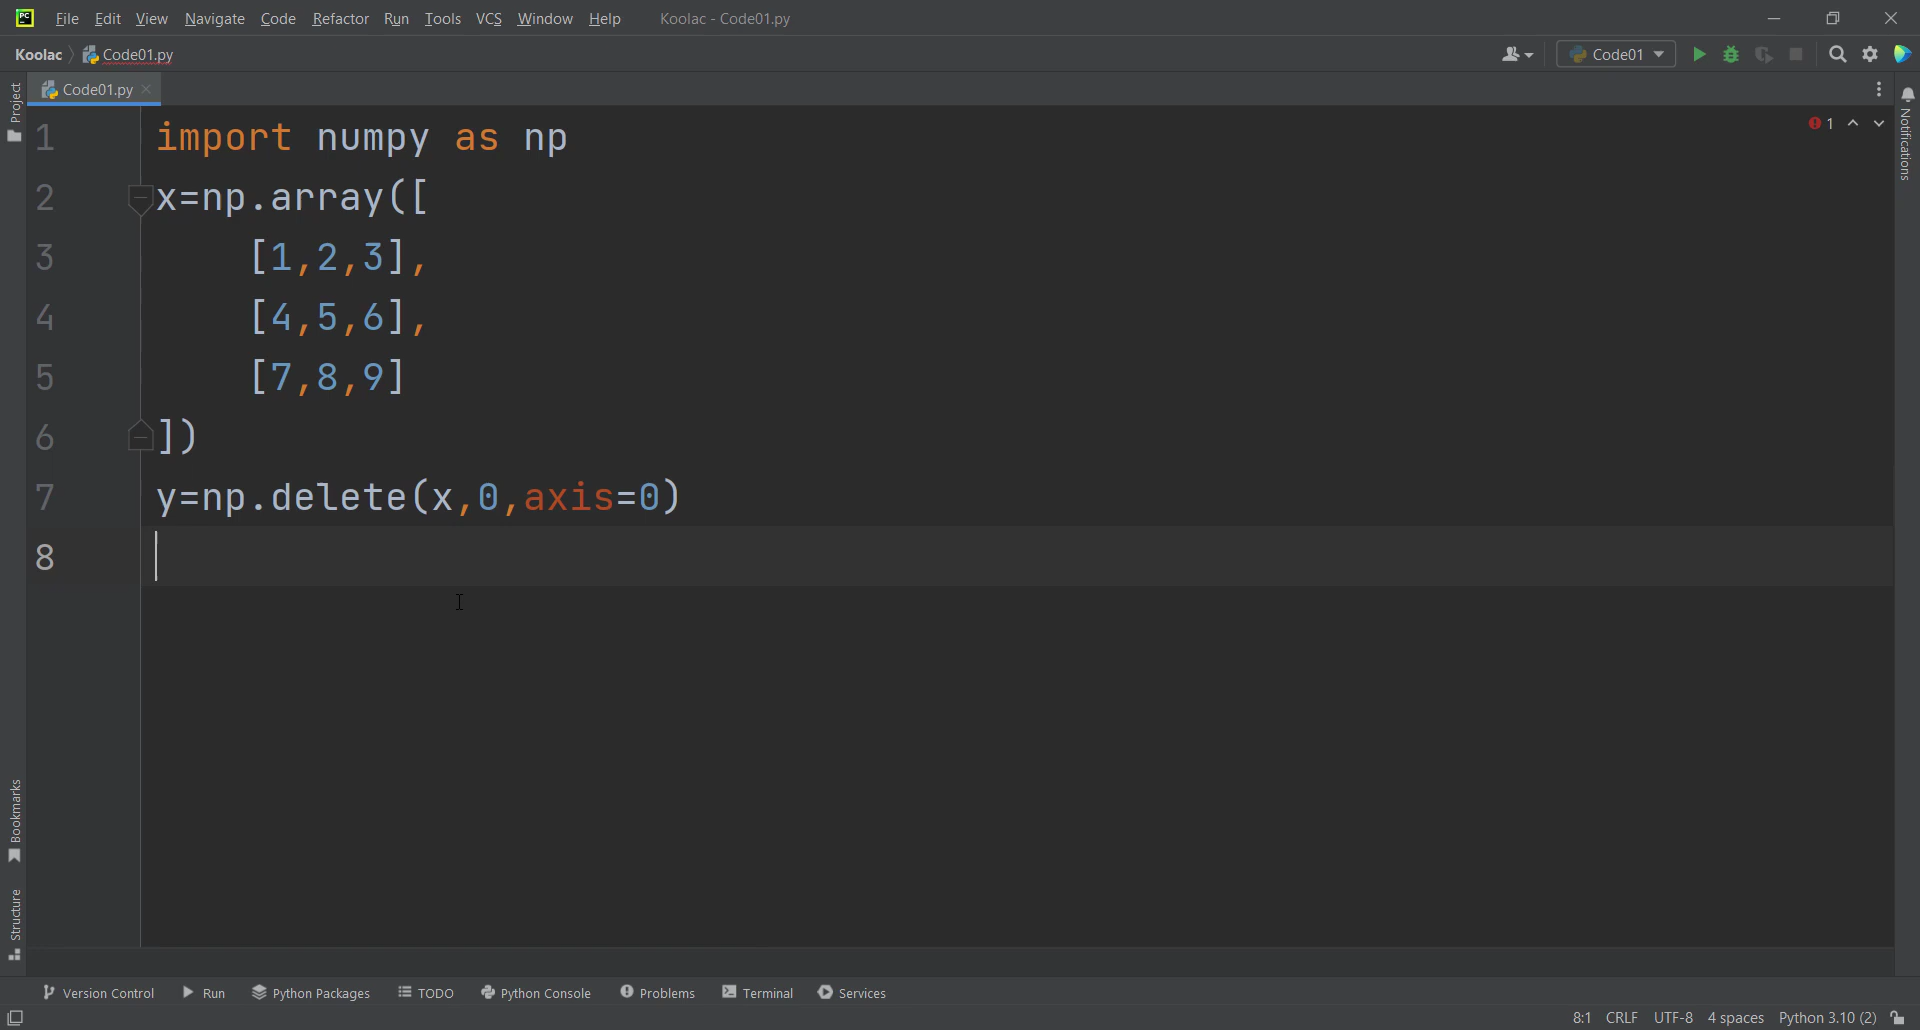 PC File Edit View Navigate Code Refactor Run Tools VCS Window Help Koolac - Code01.py
Koolac Code01.py Code01
Code01.py
Project
Notifications
1
1 import numpy as np
2 x=np.array([
3 [1,2,3],
4 [4,5,6],
5 [7,8,9]
6 ])
7 y=np.delete(x,0,axis=0)
8
Bookmarks
Structure
Version Control Run Python Packages TODO Python Console Problems Terminal Services
8:1 CRLF UTF-8 4 spaces Python 3.10 (2)